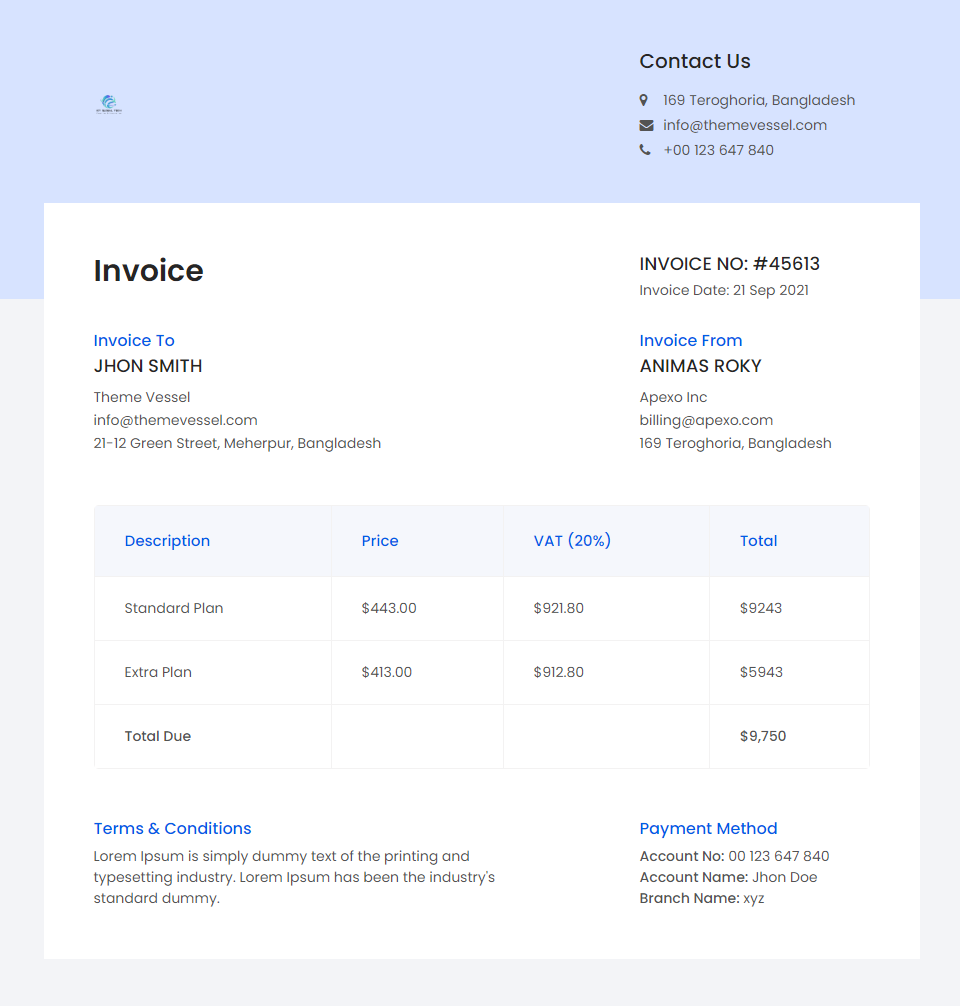 Contact Us
169 Teroghoria, Bangladesh
info@themevessel.com
+00 123 647 840
Invoice
INVOICE NO: #45613
Invoice Date: 21 Sep 2021
Invoice To
JHON SMITH
Theme Vessel
info@themevessel.com
21-12 Green Street, Meherpur, Bangladesh
Invoice From
ANIMAS ROKY
Apexo Inc
billing@apexo.com
169 Teroghoria, Bangladesh
Description Price VAT (20%) Total
Standard Plan $443.00 $921.80 $9243
Extra Plan $413.00 $912.80 $5943
Total Due $9,750
Terms & Conditions
Lorem Ipsum is simply dummy text of the printing and
typesetting industry. Lorem Ipsum has been the industry's
standard dummy.
Payment Method
Account No: 00 123 647 840
Account Name: Jhon Doe
Branch Name: xyz